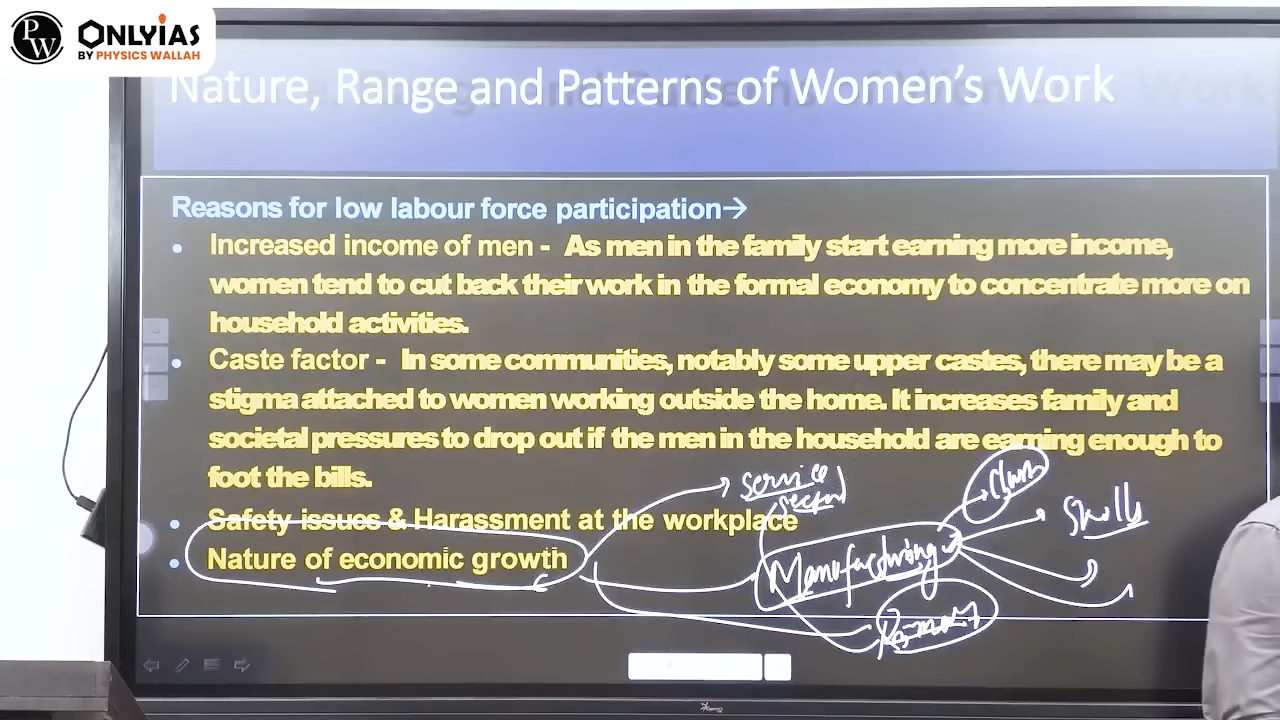 PW
ONLYIAS
BY PHYSICS WALLAH
Nature, Range and Patterns of Women's Work
Reasons for low labour force participation→
• Increased income of men - As men in the family start earning more income,
women tend to cut back their work in the formal economy to concentrate more on
household activities.
• Caste factor - In some communities, notably some upper castes, there may be a
stigma attached to women working outside the home. It increases family and
societal pressures to drop out if the men in the household are earning enough to
foot the bills.
• Safety issues & Harassment at the workplace
• Nature of economic growth
service
sector
Skills
Manufacturing
Primary